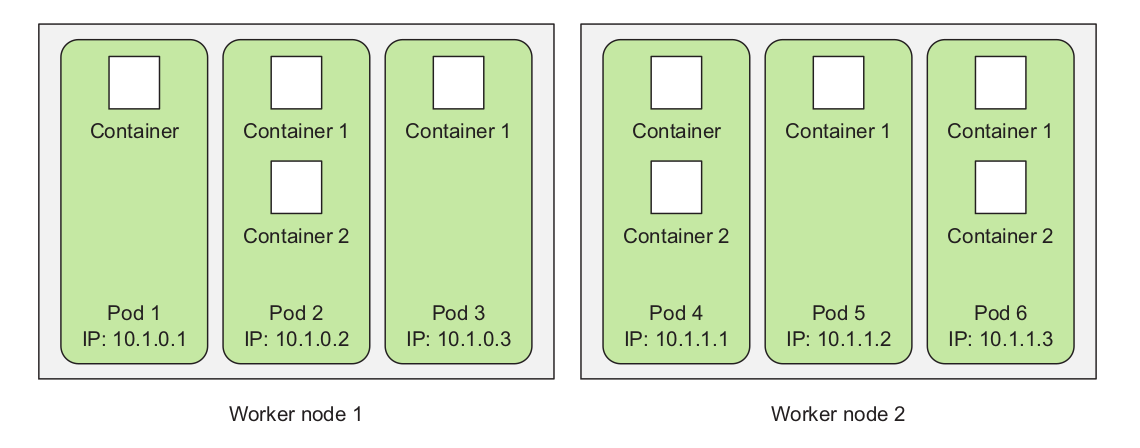 Container
Container 1
Container 1
Container 2
Pod 1
IP: 10.1.0.1
Pod 2
IP: 10.1.0.2
Pod 3
IP: 10.1.0.3
Worker node 1
Container
Container 1
Container 1
Container 2
Container 2
Pod 4
IP: 10.1.1.1
Pod 5
IP: 10.1.1.2
Pod 6
IP: 10.1.1.3
Worker node 2